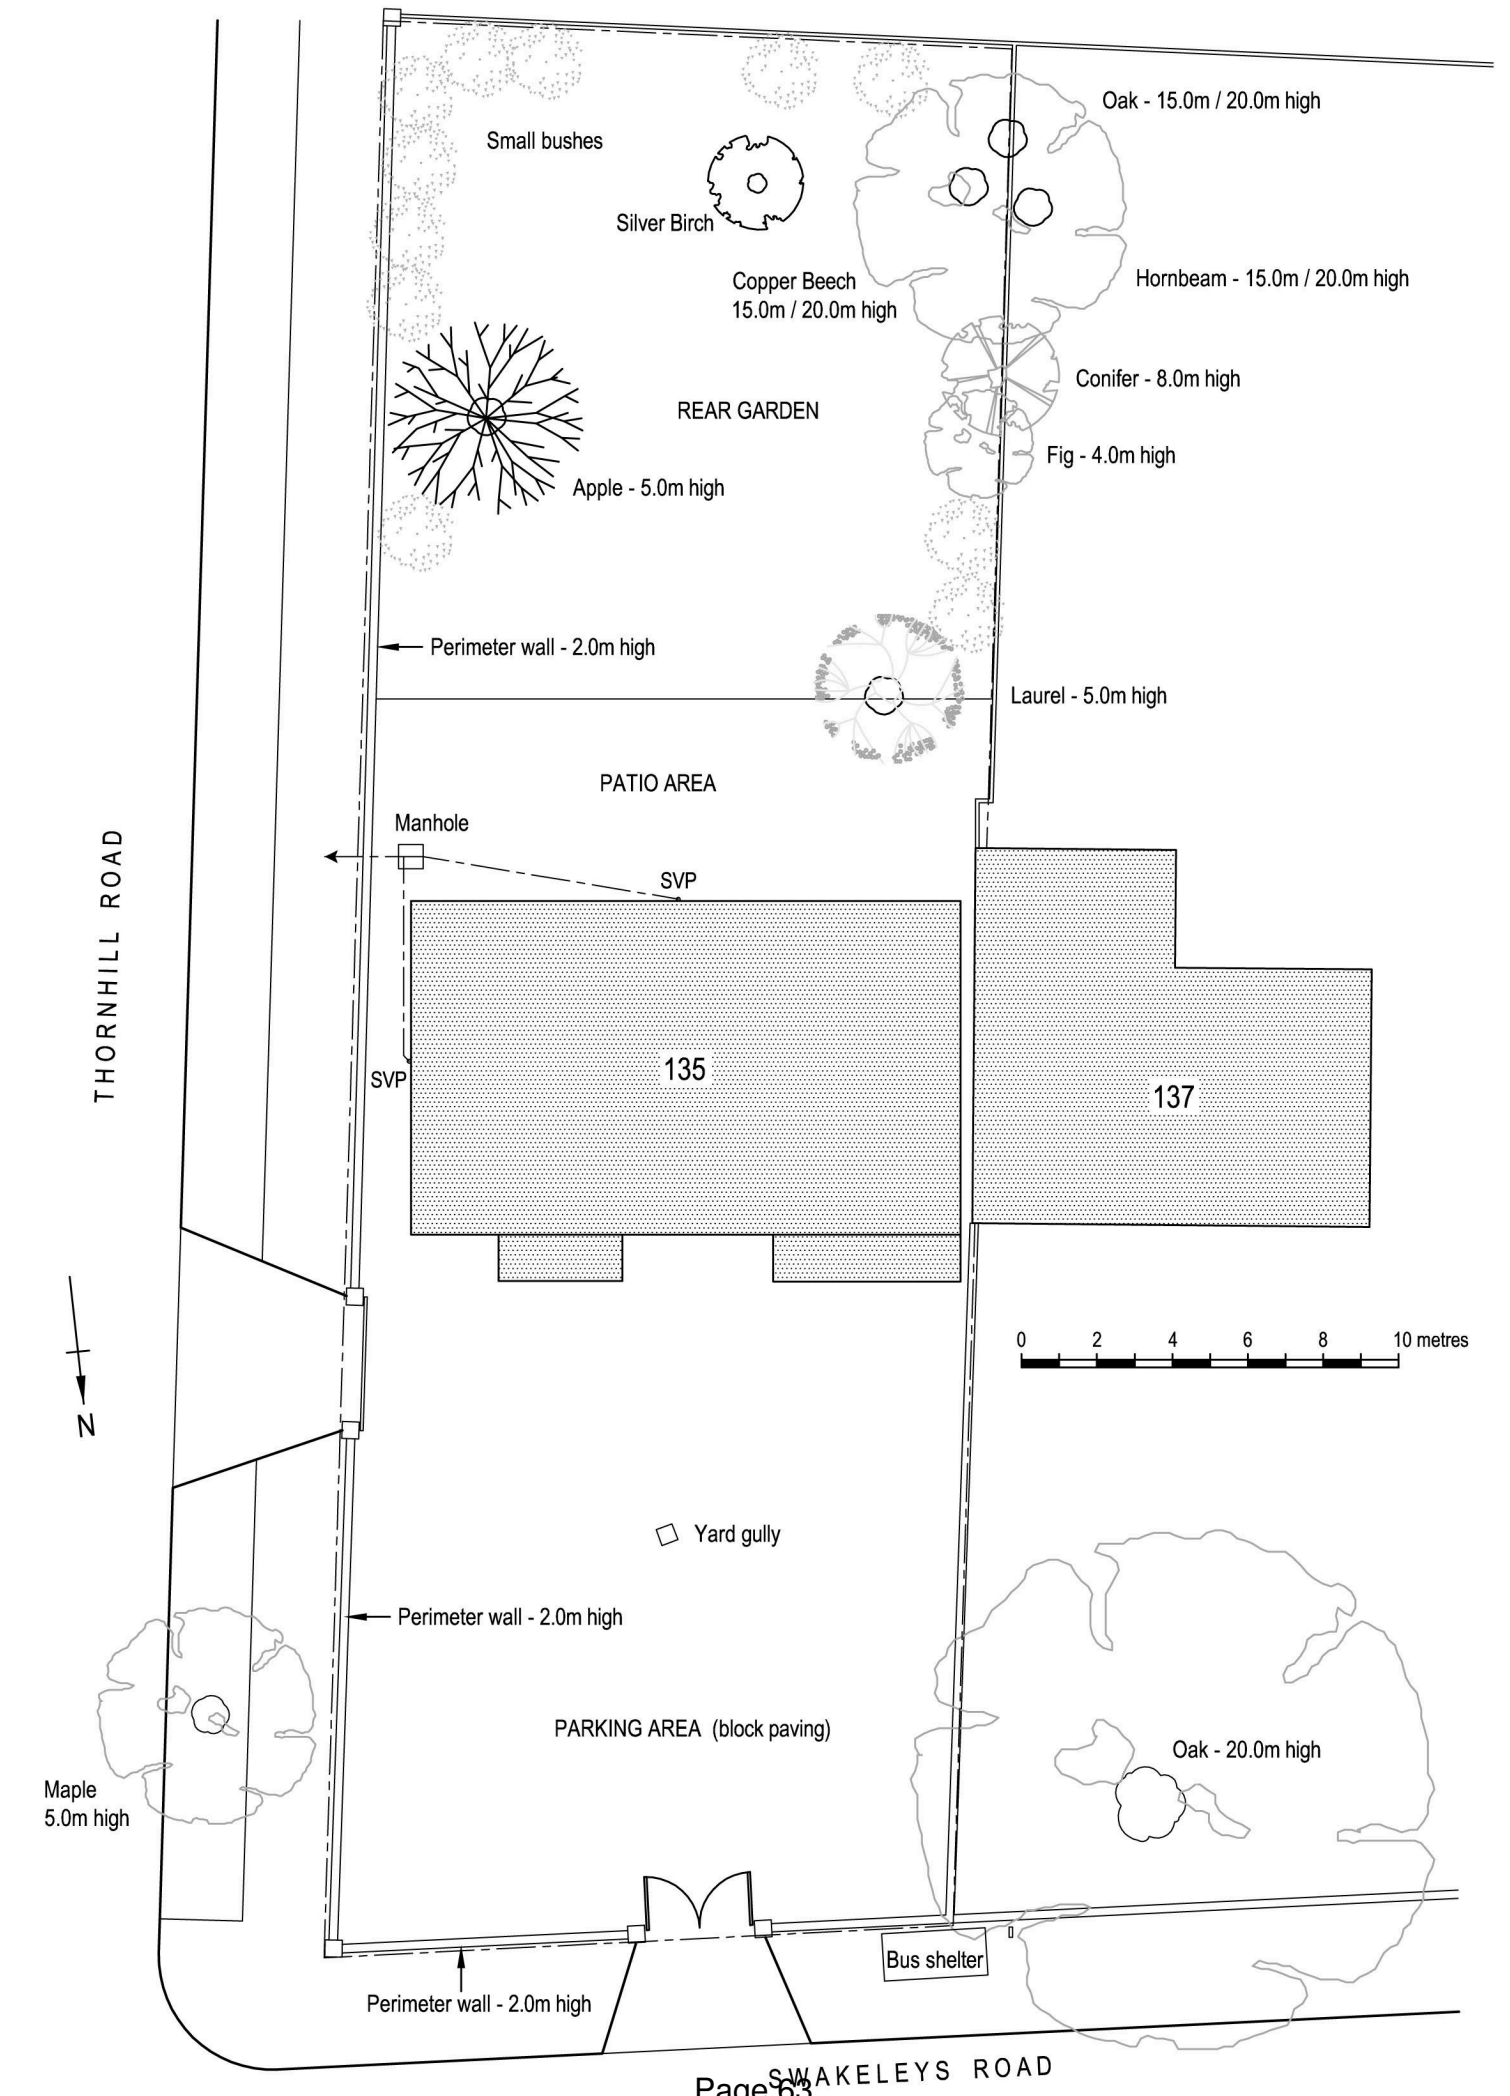 Oak - 15.0m / 20.0m high
Small bushes
Silver Birch
Copper Beech
15.0m / 20.0m high
Hornbeam - 15.0m / 20.0m high
Conifer - 8.0m high
REAR GARDEN
Fig - 4.0m high
Apple - 5.0m high
Perimeter wall - 2.0m high
Laurel - 5.0m high
PATIO AREA
Manhole
THORNHILL ROAD
SVP
SVP
135
137
0 2 4 6 8 10 metres
N
Yard gully
Perimeter wall - 2.0m high
PARKING AREA (block paving)
Oak - 20.0m high
Maple
5.0m high
Bus shelter
Perimeter wall - 2.0m high
SWAKELEYS ROAD
Page 63